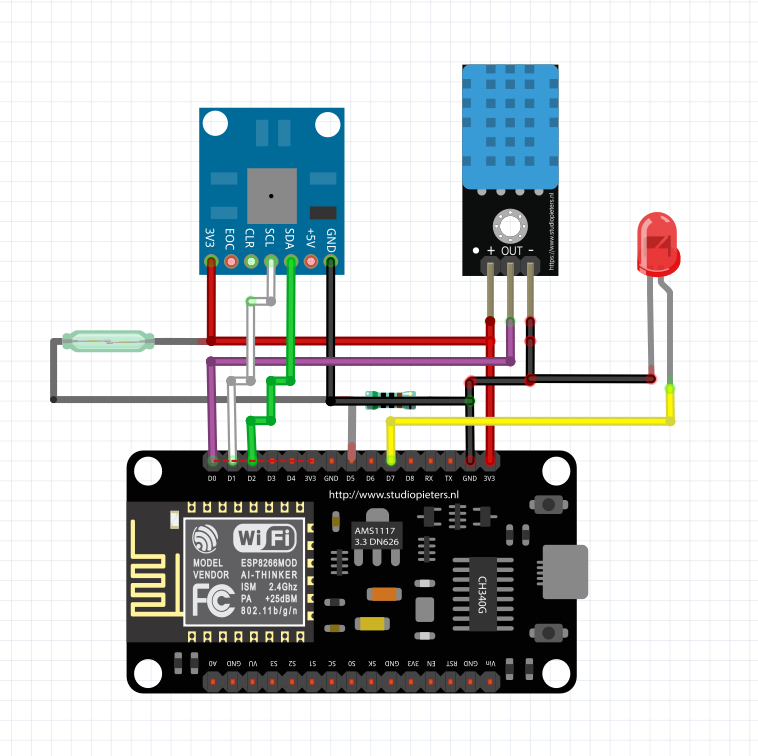 3V3 EOC CLR SCL SDA +5V GND
+ OUT -
https://www.studiopieters.nl
D0 D1 D2 D3 D4 3V3 GND D5 D6 D7 D8 RX TX GND 3V3
http://www.studiopieters.nl
AMS1117
3.3 DN626
Wi Fi
MODEL ESP8266MOD
VENDOR AI-THINKER
ISM 2.4Ghz
PA +25dBM
802.11b/g/n
FC
CH340G
A0 GND VU S3 S2 S1 SC S0 SK GND 3V3 EN RST GND Vin